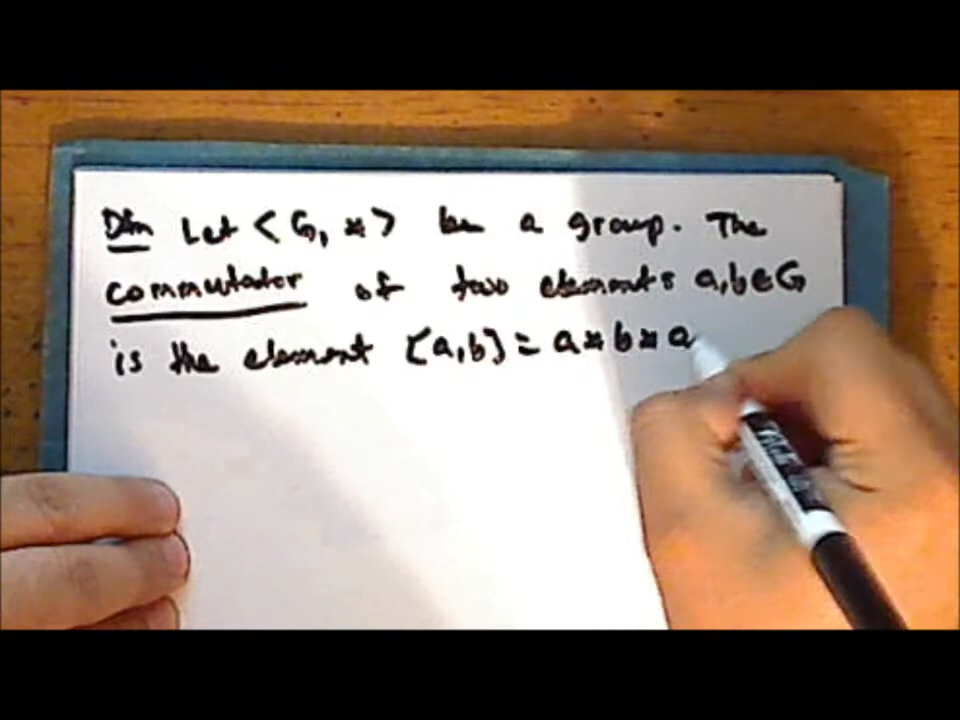 Dfn Let <G, *> be a group. The
commutator of two elements a,b∈G
is the element [a,b] = a * b * a